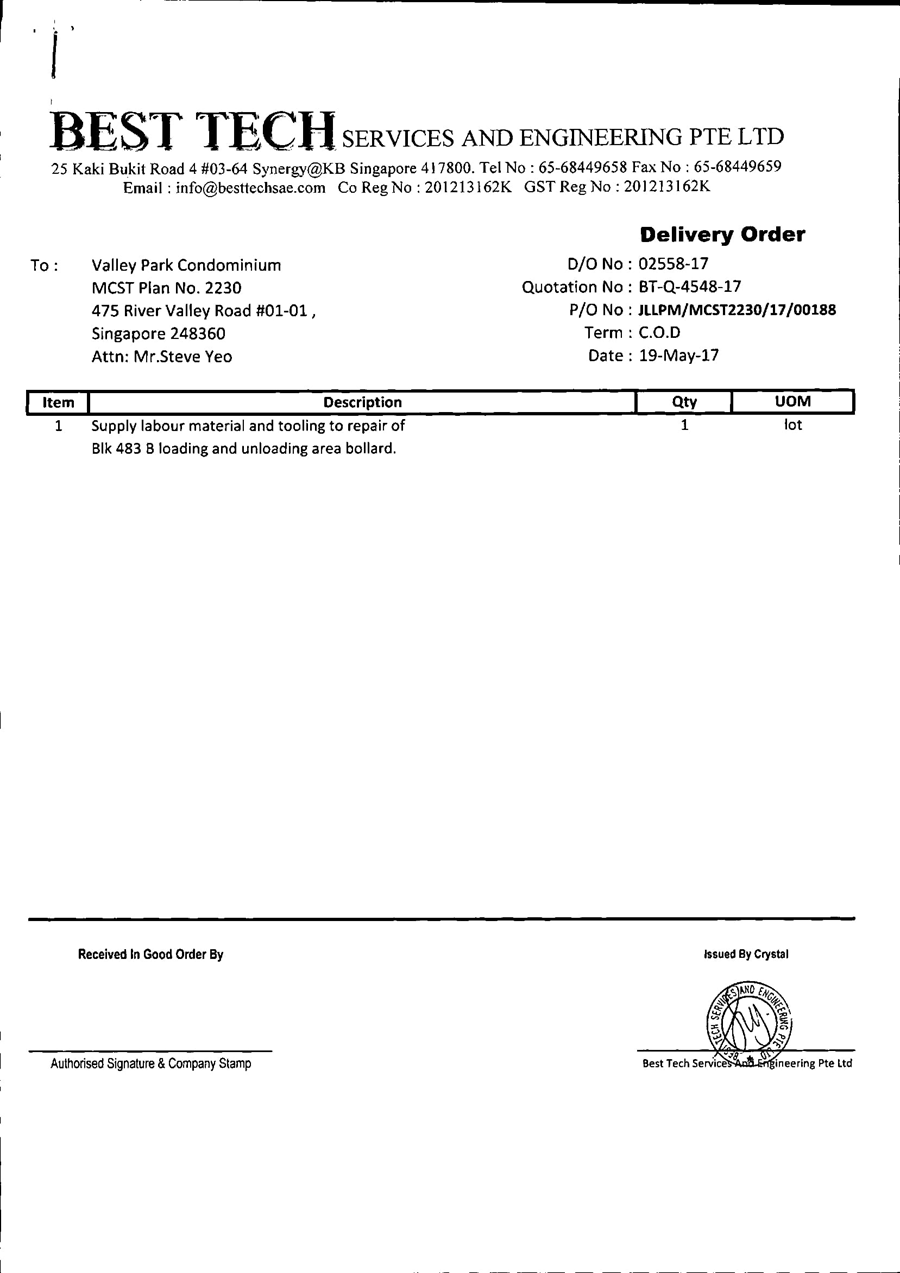 BEST TECH SERVICES AND ENGINEERING PTE LTD
25 Kaki Bukit Road 4 #03-64 Synergy@KB Singapore 417800. Tel No : 65-68449658 Fax No : 65-68449659
Email : info@besttechsae.com Co Reg No : 201213162K GST Reg No : 201213162K
Delivery Order
To : Valley Park Condominium D/O No : 02558-17
MCST Plan No. 2230 Quotation No : BT-Q-4548-17
475 River Valley Road #01-01 , P/O No : JLLPM/MCST2230/17/00188
Singapore 248360 Term : C.O.D
Attn: Mr.Steve Yeo Date : 19-May-17
Item Description Qty UOM
1 Supply labour material and tooling to repair of 1 lot
Blk 483 B loading and unloading area bollard.
Received In Good Order By Issued By Crystal
BEST TECH SERVICES AND ENGINEERING PTE LTD
Authorised Signature & Company Stamp Best Tech Services And Engineering Pte Ltd